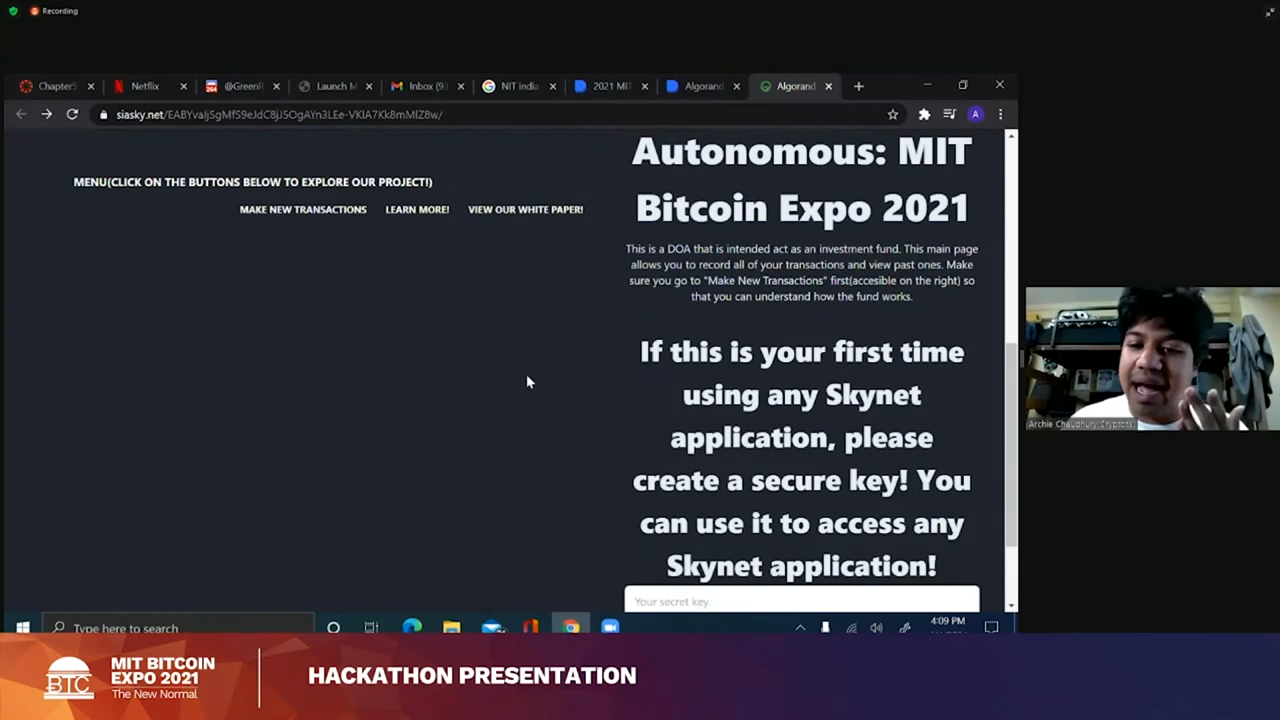 Recording
Chapter5
Netflix
@GreenR
Launch M
Inbox (93
NIT india
2021 MIT
Algorand
Algorand
siasky.net/EABYvaljSgMfS9eJdC8jJ5OgAYn3LEe-VKlA7Kk8mMlZ8w/
A
MENU(CLICK ON THE BUTTONS BELOW TO EXPLORE OUR PROJECT!)
MAKE NEW TRANSACTIONS LEARN MORE! VIEW OUR WHITE PAPER!
Autonomous: MIT
Bitcoin Expo 2021
This is a DOA that is intended act as an investment fund. This main page
allows you to record all of your transactions and view past ones. Make
sure you go to "Make New Transactions" first(accesible on the right) so
that you can understand how the fund works.
If this is your first time
using any Skynet
application, please
create a secure key! You
can use it to access any
Skynet application!
Your secret key.
Archie Chaudhury
Type here to search
4:09 PM
BTC
MIT BITCOIN
EXPO 2021
The New Normal
HACKATHON PRESENTATION